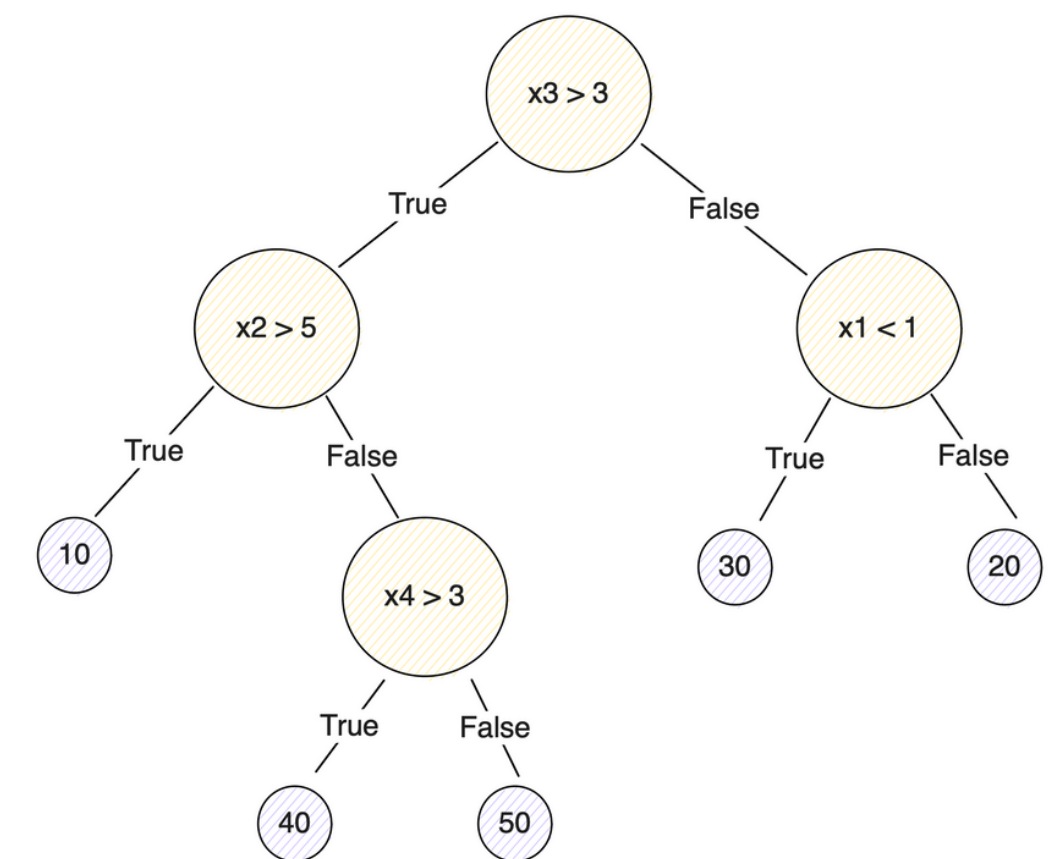 x3 > 3
True
False
x2 > 5
x1 < 1
True
False
True
False
10
x4 > 3
30
20
True
False
40
50